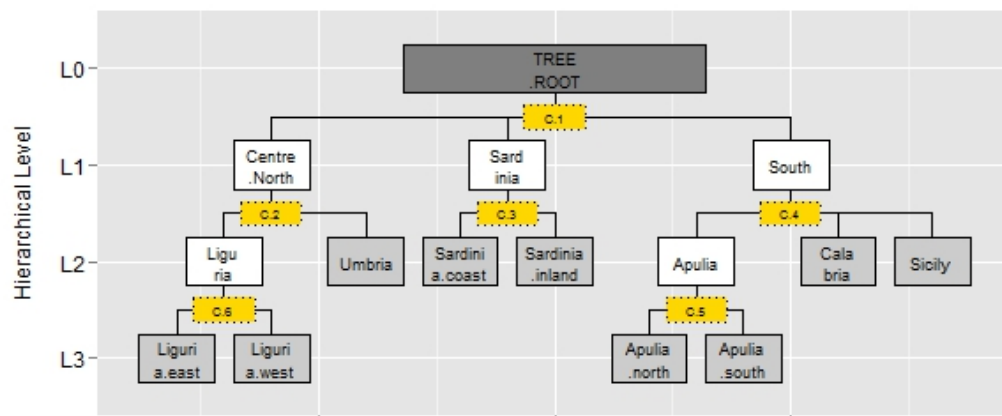 Hierarchical Level
L0
TREE
.ROOT
C.1
L1
Centre
.North
Sard
inia
South
C.2
C.3
C.4
L2
Ligu
ria
Umbria
Sardini
a.coast
Sardinia
.inland
Apulia
Cala
bria
Sicily
C.6
C.5
L3
Liguri
a.east
Liguri
a.west
Apulia
.north
Apulia
.south